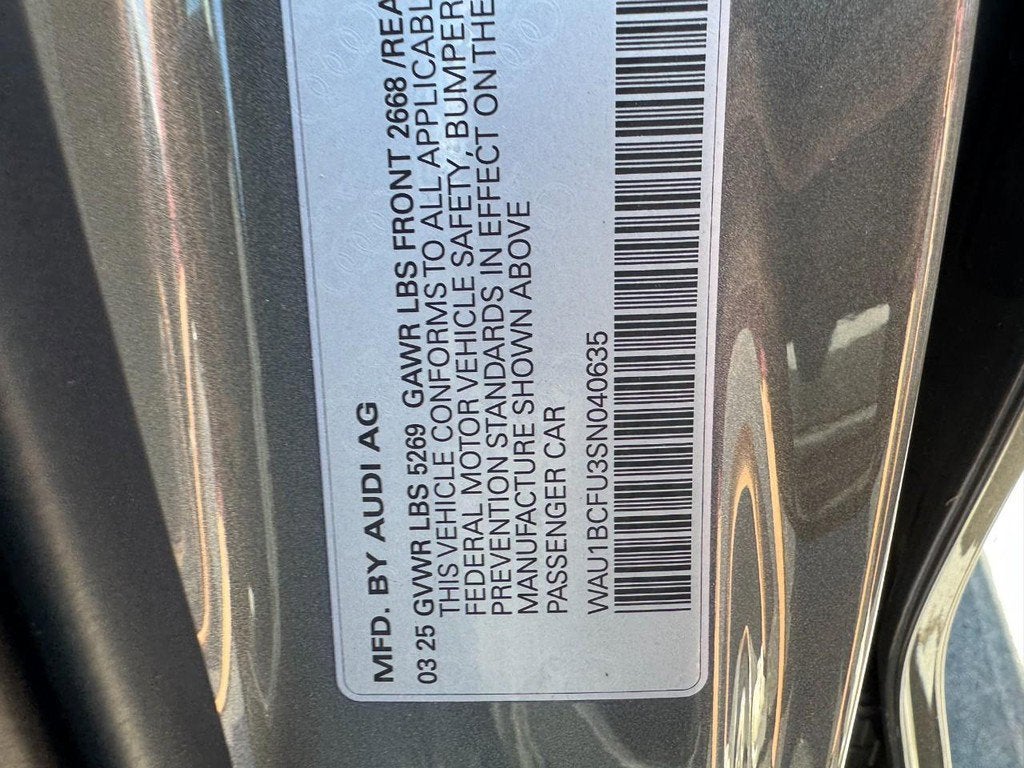 MFD. BY AUDI AG
03 25 GVWR LBS 5269 GAWR LBS FRONT 2668 /REA
THIS VEHICLE CONFORMS TO ALL APPLICABL
FEDERAL MOTOR VEHICLE SAFETY, BUMPER
PREVENTION STANDARDS IN EFFECT ON THE
MANUFACTURE SHOWN ABOVE
PASSENGER CAR
WAU1BCFU3SN040635